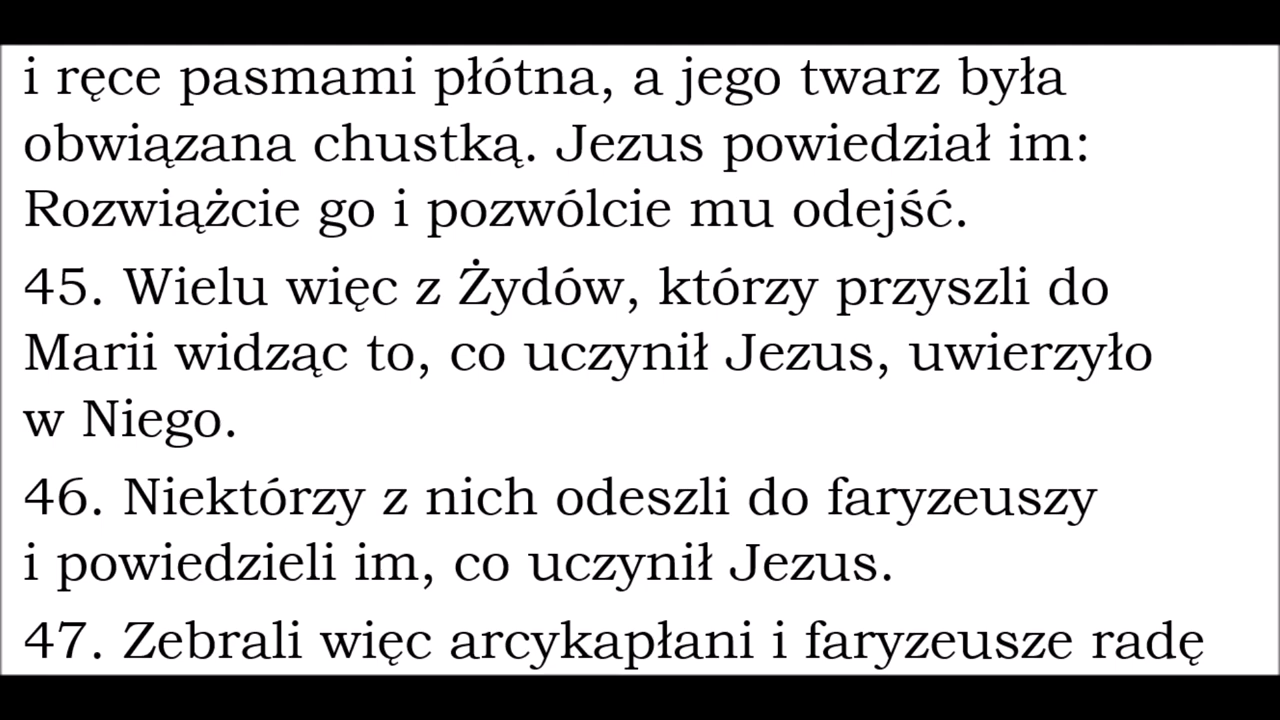 i ręce pasmami płótna, a jego twarz była
obwiązana chustką. Jezus powiedział im:
Rozwiążcie go i pozwólcie mu odejść.
45. Wielu więc z Żydów, którzy przyszli do
Marii widząc to, co uczynił Jezus, uwierzyło
w Niego.
46. Niektórzy z nich odeszli do faryzeuszy
i powiedzieli im, co uczynił Jezus.
47. Zebrali więc arcykapłani i faryzeusze radę